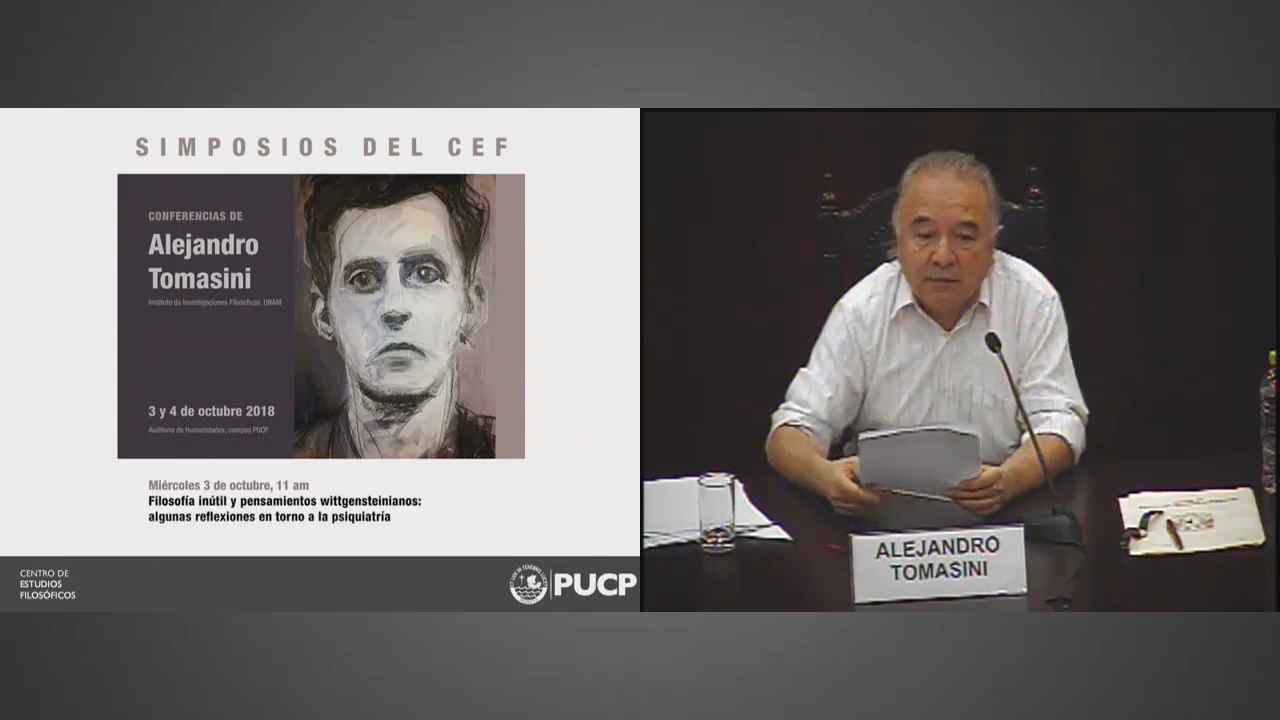 SIMPOSIOS DEL CEF
CONFERENCIAS DE
Alejandro
Tomasini
Instituto de Investigaciones Filosóficas, UNAM
3 y 4 de octubre 2018
Auditorio de Humanidades, campus PUCP
Miércoles 3 de octubre, 11 am
Filosofía inútil y pensamientos wittgensteinianos:
algunas reflexiones en torno a la psiquiatría
CENTRO DE
ESTUDIOS
FILOSÓFICOS
PUCP
ALEJANDRO
TOMASINI